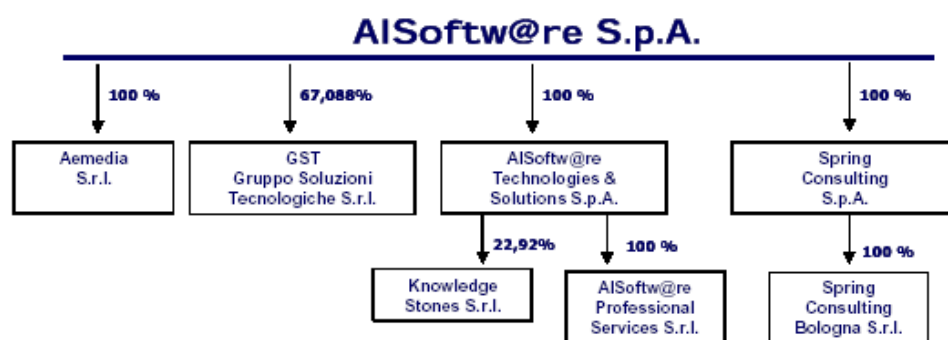 AISoftw@re S.p.A.
100 %
67,088%
100 %
100 %
Aemedia
S.r.l.
GST
Gruppo Soluzioni
Tecnologiche S.r.l.
AISoftw@re
Technologies &
Solutions S.p.A.
Spring
Consulting
S.p.A.
22,92%
100 %
100 %
Knowledge
Stones S.r.l.
AISoftw@re
Professional
Services S.r.l.
Spring
Consulting
Bologna S.r.l.